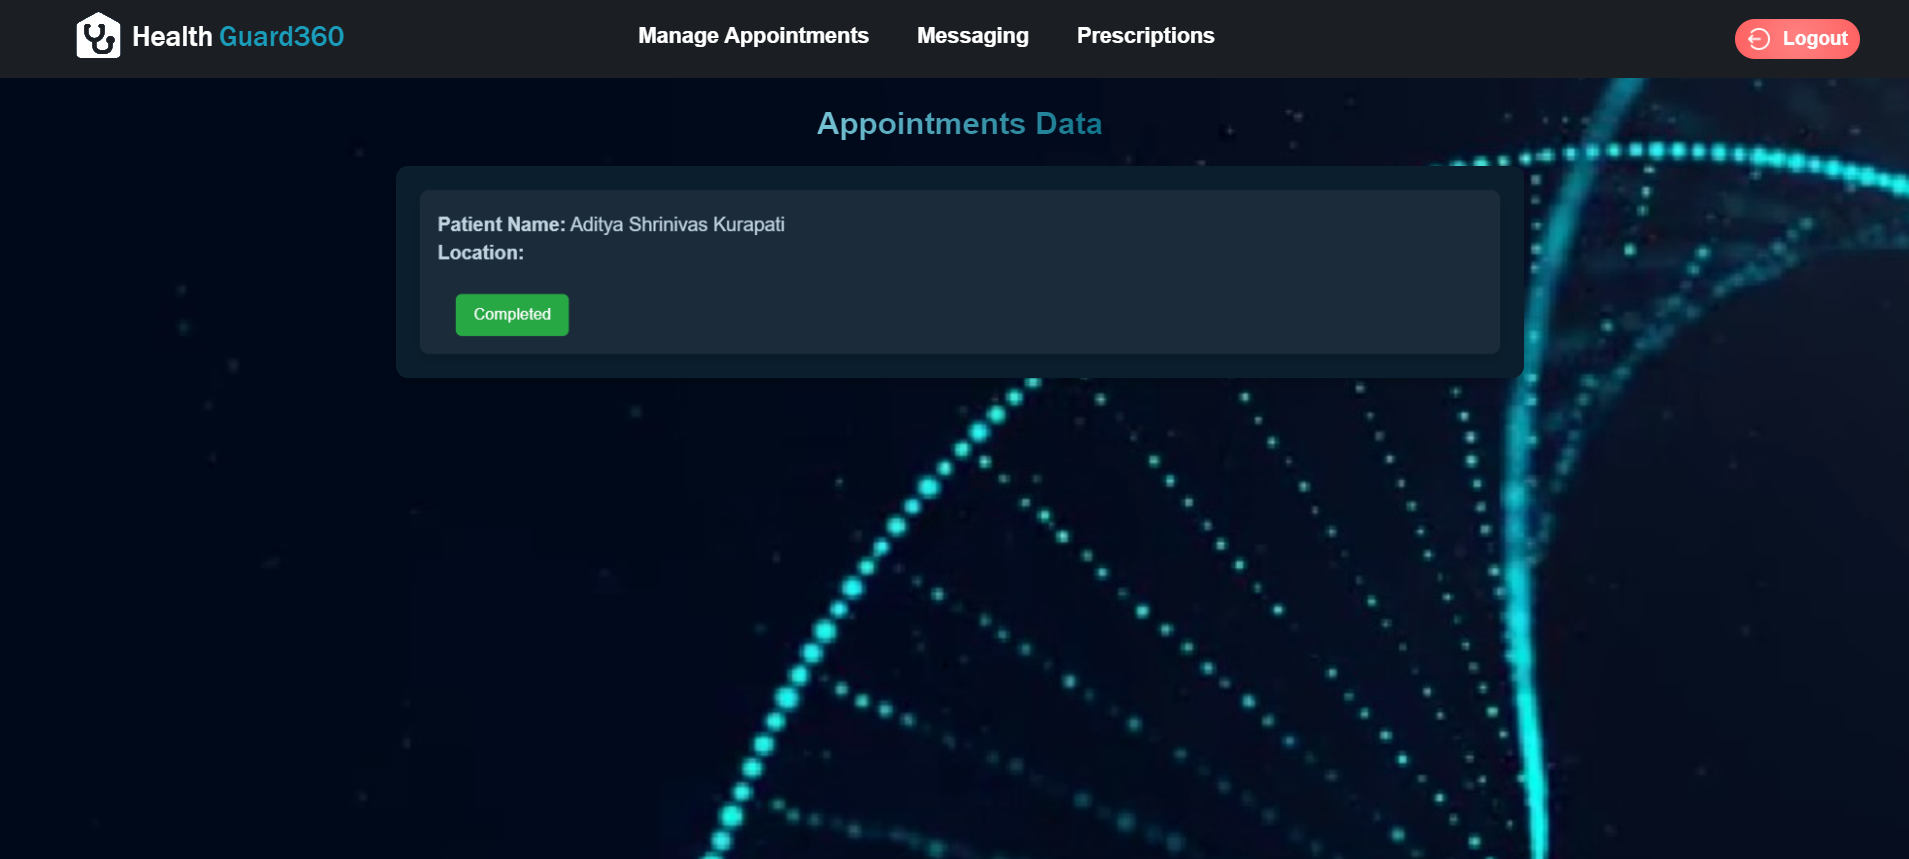 Health Guard360
Manage Appointments
Messaging
Prescriptions
Logout
Appointments Data
Patient Name: Aditya Shrinivas Kurapati
Location:
Completed